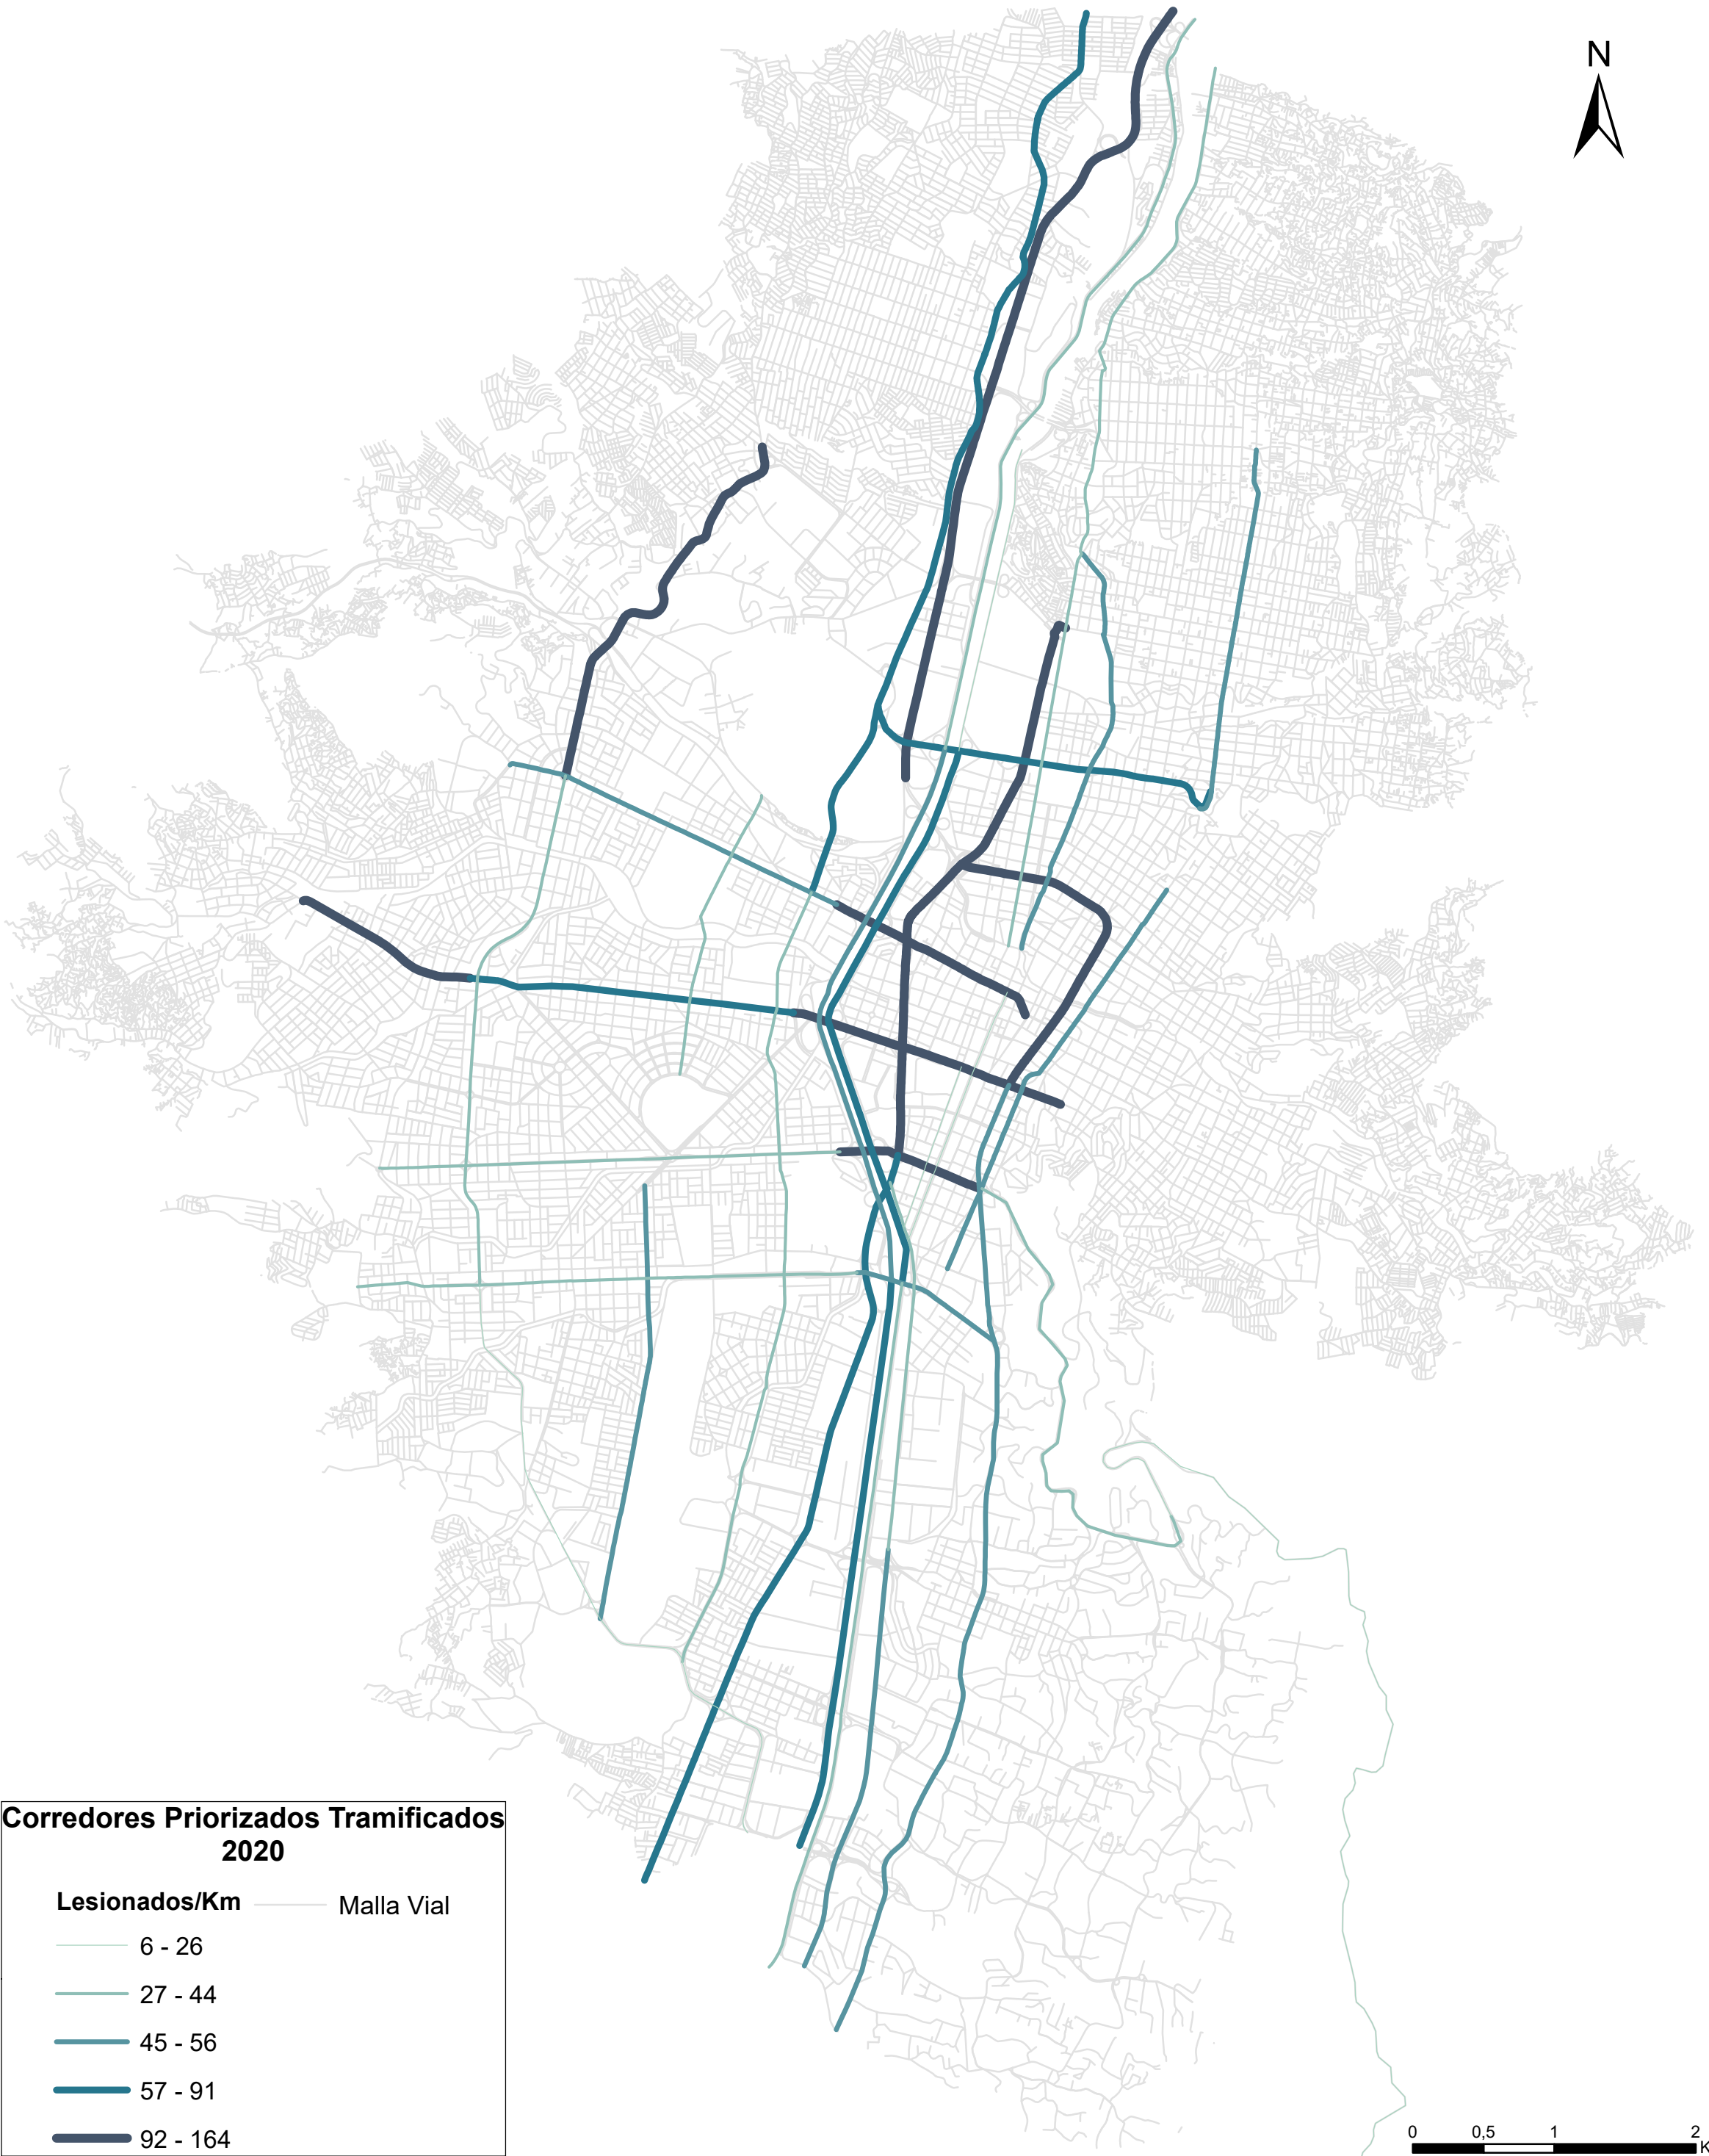 N
Corredores Priorizados Tramificados
2020
Lesionados/Km
Malla Vial
6 - 26
27 - 44
45 - 56
57 - 91
92 - 164
0 0,5 1 2
K